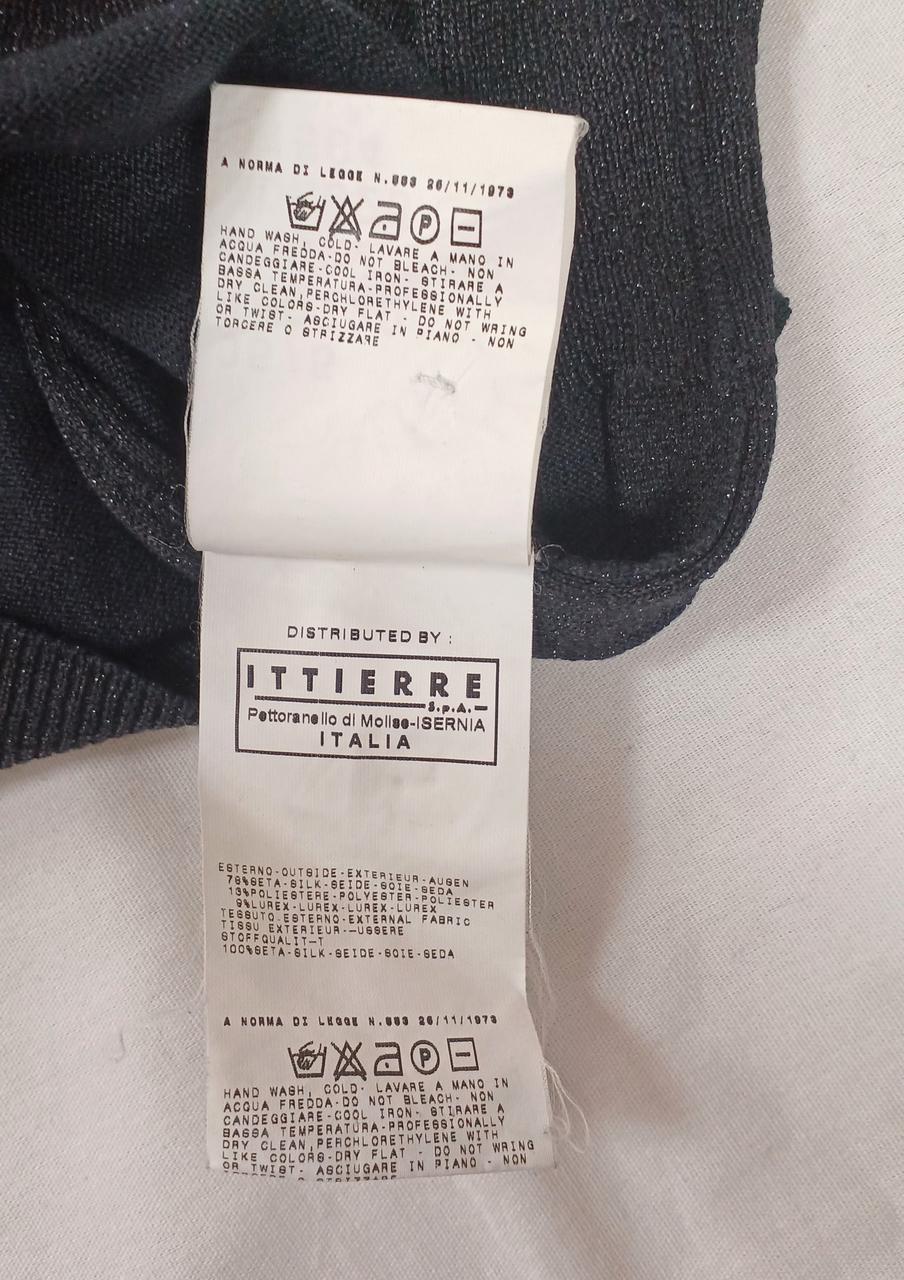 A NORMA DI LEGGE N.883 26/11/1973
P
HAND WASH, COLD- LAVARE A MANO IN
ACQUA FREDDA-DO NOT BLEACH- NON
CANDEGGIARE-COOL IRON- STIRARE A
BASSA TEMPERATURA-PROFESSIONALLY
DRY CLEAN,PERCHLORETHYLENE WITH
LIKE COLORS-DRY FLAT - DO NOT WRING
OR TWIST- ASCIUGARE IN PIANO - NON
TORCERE O STRIZZARE
DISTRIBUTED BY :
ITTIERRE
S.p.A.
Pettoranello di Molise-ISERNIA
ITALIA
ESTERNO-OUTSIDE-EXTERIEUR-AUSEN
78%SETA-SILK-SEIDE-SOIE-SEDA
13%POLIESTERE-POLYESTER-POLIESTER
9%LUREX-LUREX-LUREX-LUREX
TESSUTO.ESTERNO-EXTERNAL FABRIC
TISSU EXTERIEUR--USSERE
STOFFQUALIT-T
100%SETA-SILK-SEIDE-SOIE-SEDA
A NORMA DI LEGGE N.883 26/11/1973
P
HAND WASH, COLD- LAVARE A MANO IN
ACQUA FREDDA-DO NOT BLEACH- NON
CANDEGGIARE-COOL IRON- STIRARE A
BASSA TEMPERATURA-PROFESSIONALLY
DRY CLEAN,PERCHLORETHYLENE WITH
LIKE COLORS-DRY FLAT - DO NOT WRING
OR TWIST- ASCIUGARE IN PIANO - NON
TORCERE O STRIZZARE